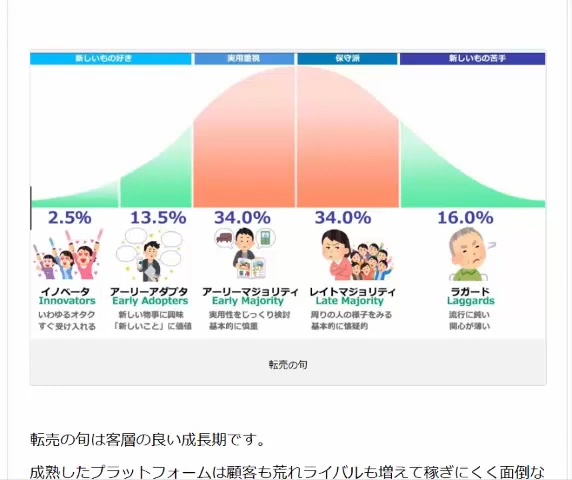 新しいもの好き 実用重視 保守派 新しいもの苦手
2.5% 13.5% 34.0% 34.0% 16.0%
イノベータ アーリーアダプタ アーリーマジョリティ レイトマジョリティ ラガード
Innovators Early Adopters Early Majority Late Majority Laggards
いわゆるオタク 新しい物事に興味 実用性をじっくり検討 周りの人の様子をみる 流行に鈍い
すぐ受け入れる 「新しいこと」に価値 基本的に慎重 基本的に懐疑的 関心が薄い
転売の旬
転売の旬は客層の良い成長期です。
成熟したプラットフォームは顧客も荒れライバルも増えて稼ぎにくく面倒な